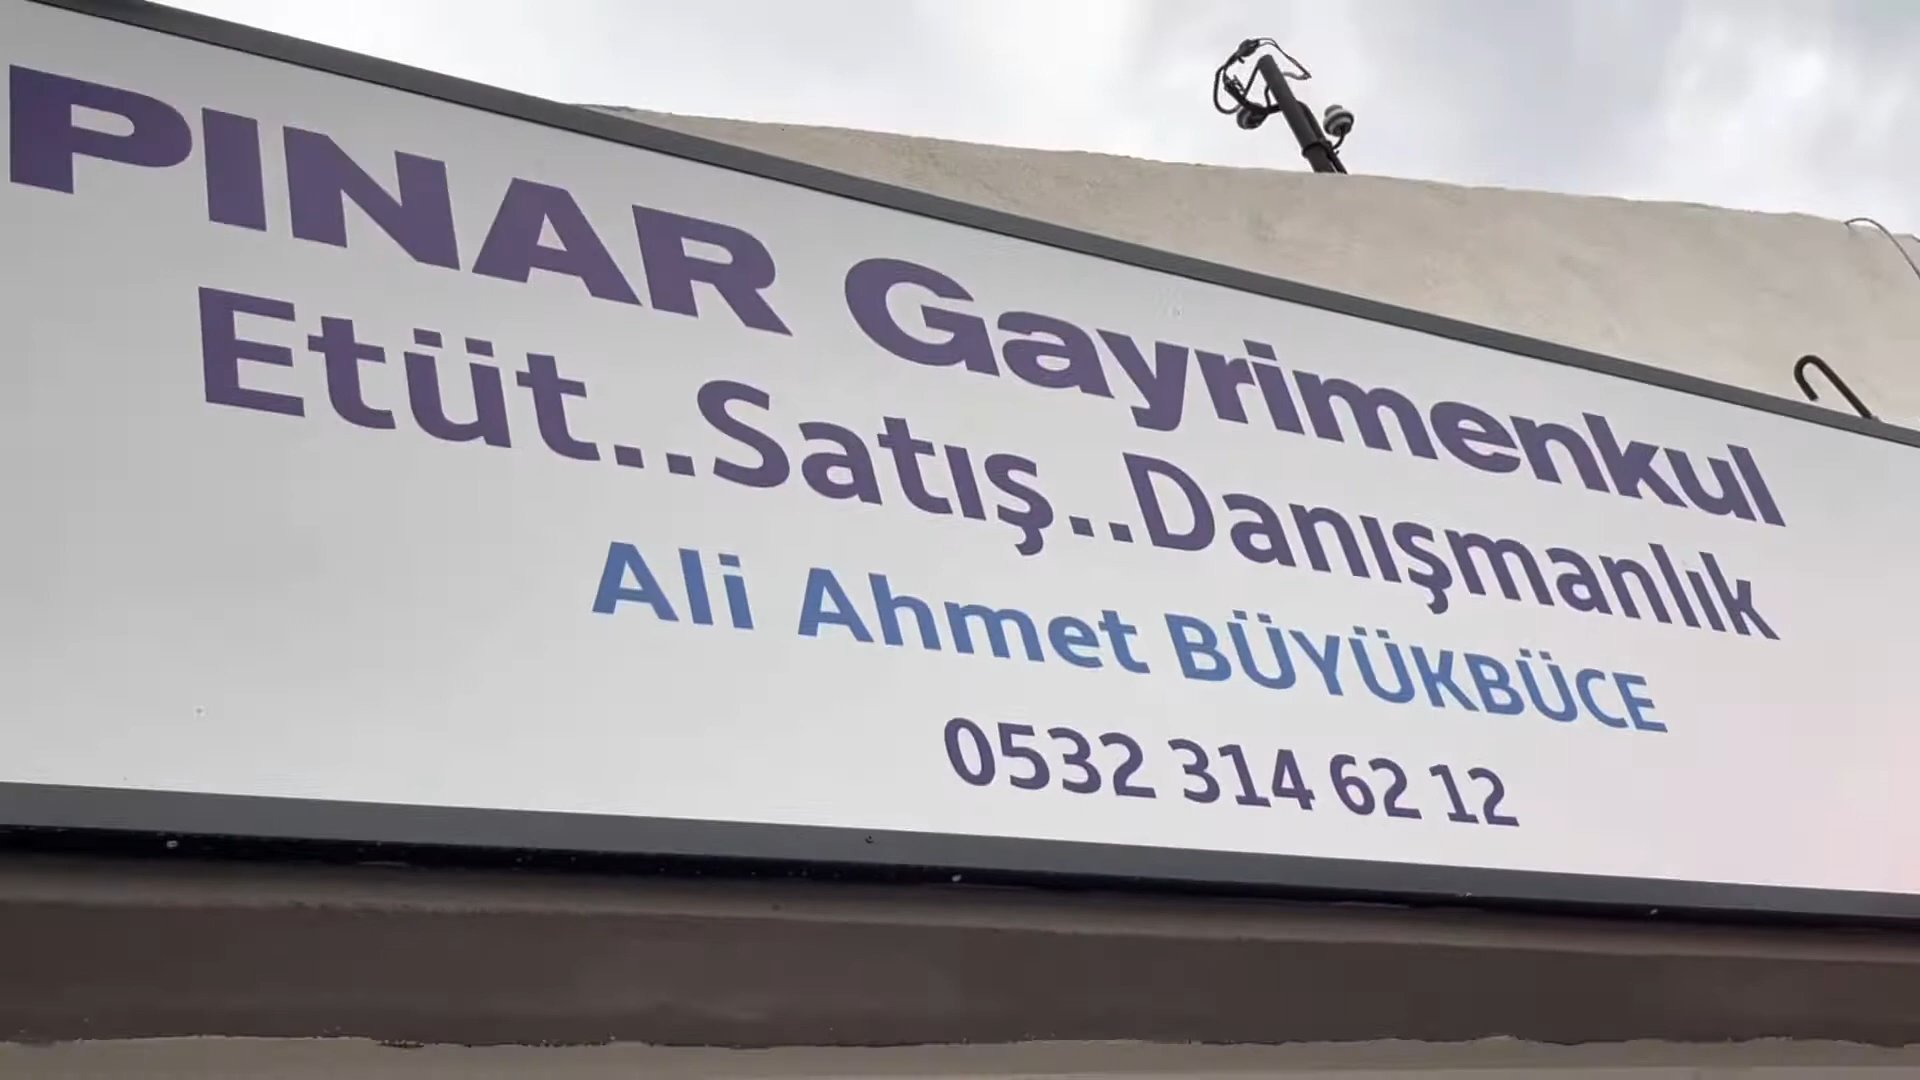 PINAR Gayrimenkul
Etüt..Satış..Danışmanlık
Ali Ahmet BÜYÜKBÜCE
0532 314 62 12